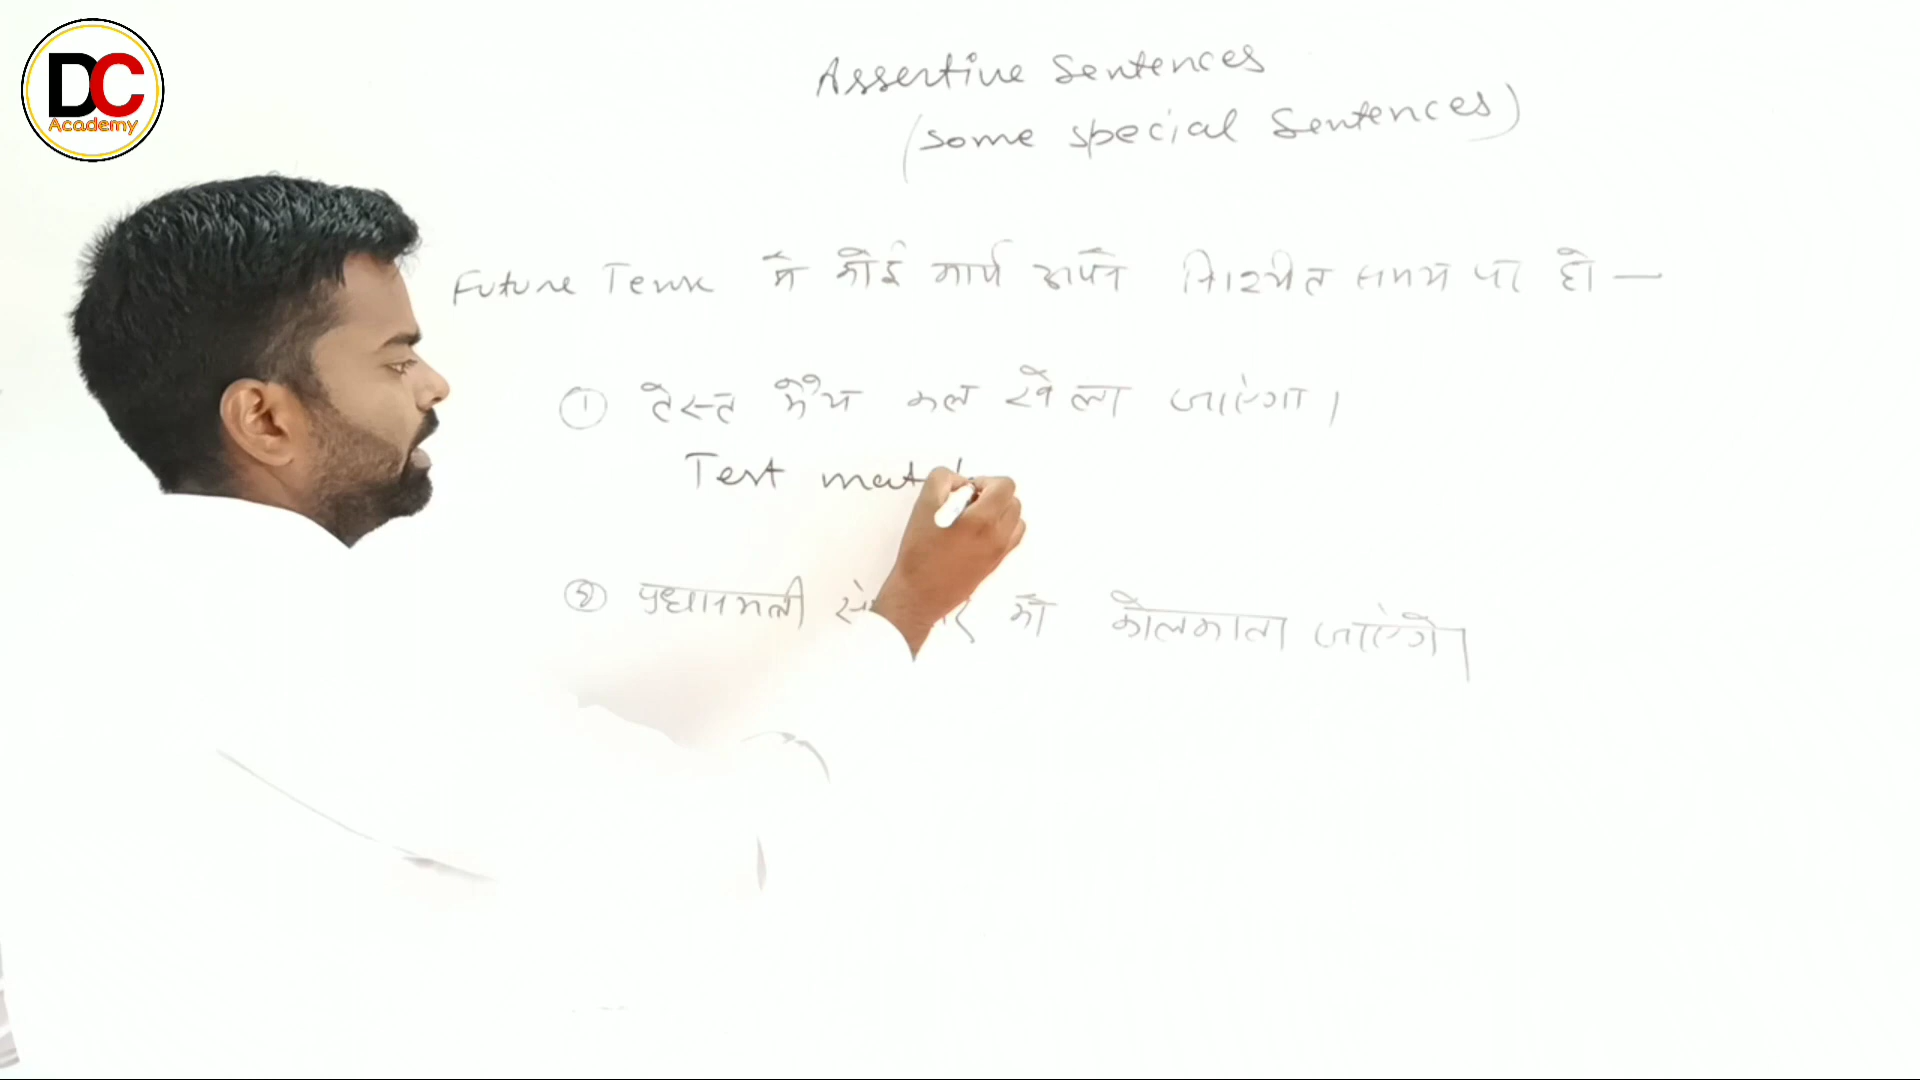 DC
Academy
Assertive Sentences
(some special sentences)
Future Tense में कोई कार्य अपने निश्चीत समय पर हो —
① टेस्ट मैच कल खेला जाएंगा।
Test mat
② प्रधानमंत्री को कोलकाता जाएंगे।